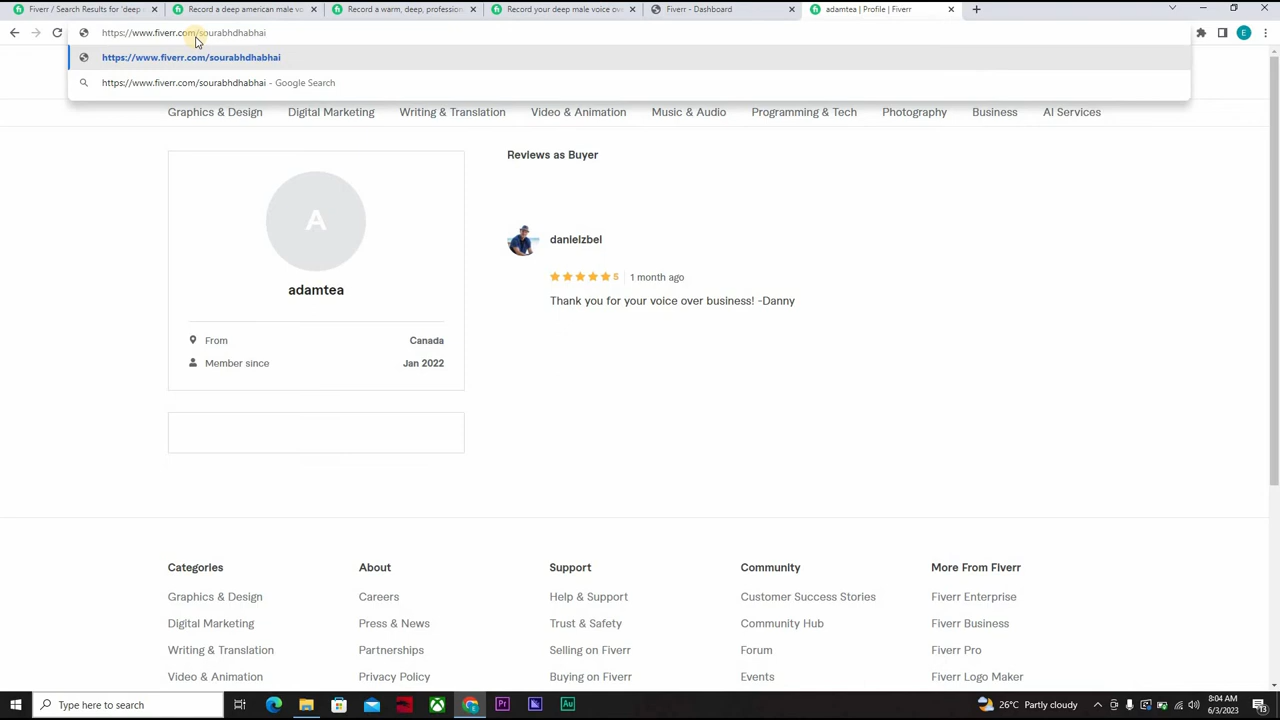 Fiverr / Search Results for 'deep
Record a deep american male vo
Record a warm, deep, profession
Record your deep male voice ove
Fiverr - Dashboard
adamtea | Profile | Fiverr
https://www.fiverr.com/sourabhdhabhai
E
https://www.fiverr.com/sourabhdhabhai
https://www.fiverr.com/sourabhdhabhai - Google Search
Graphics & Design
Digital Marketing
Writing & Translation
Video & Animation
Music & Audio
Programming & Tech
Photography
Business
AI Services
A
adamtea
From Canada
Member since Jan 2022
Reviews as Buyer
danielzbel
5 1 month ago
Thank you for your voice over business! -Danny
Categories
Graphics & Design
Digital Marketing
Writing & Translation
Video & Animation
About
Careers
Press & News
Partnerships
Privacy Policy
Support
Help & Support
Trust & Safety
Selling on Fiverr
Buying on Fiverr
Community
Customer Success Stories
Community Hub
Forum
Events
More From Fiverr
Fiverr Enterprise
Fiverr Business
Fiverr Pro
Fiverr Logo Maker
Type here to search
Pr
Au
26°C Partly cloudy
8:04 AM
6/3/2023